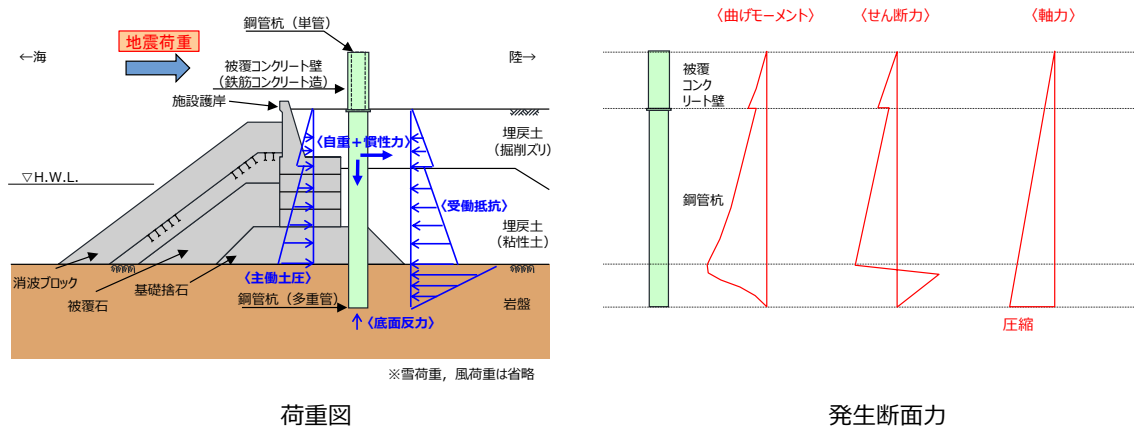 鋼管杭（単管）
地震荷重
←海
陸→
被覆コンクリート壁
（鉄筋コンクリート造）
施設護岸
〈自重＋慣性力〉
埋戻土
（掘削ズリ）
▽H.W.L.
〈受働抵抗〉
埋戻土
（粘性土）
〈主働土圧〉
消波ブロック
被覆石
基礎捨石
鋼管杭（多重管）
岩盤
〈底面反力〉
※雪荷重，風荷重は省略
荷重図
〈曲げモーメント〉
〈せん断力〉
〈軸力〉
被覆
コンク
リート壁
鋼管杭
圧縮
発生断面力